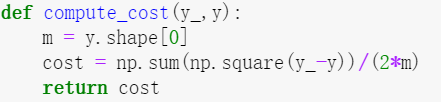 def compute_cost(y_,y):
    m = y.shape[0]
    cost = np.sum(np.square(y_-y))/(2*m)
    return cost